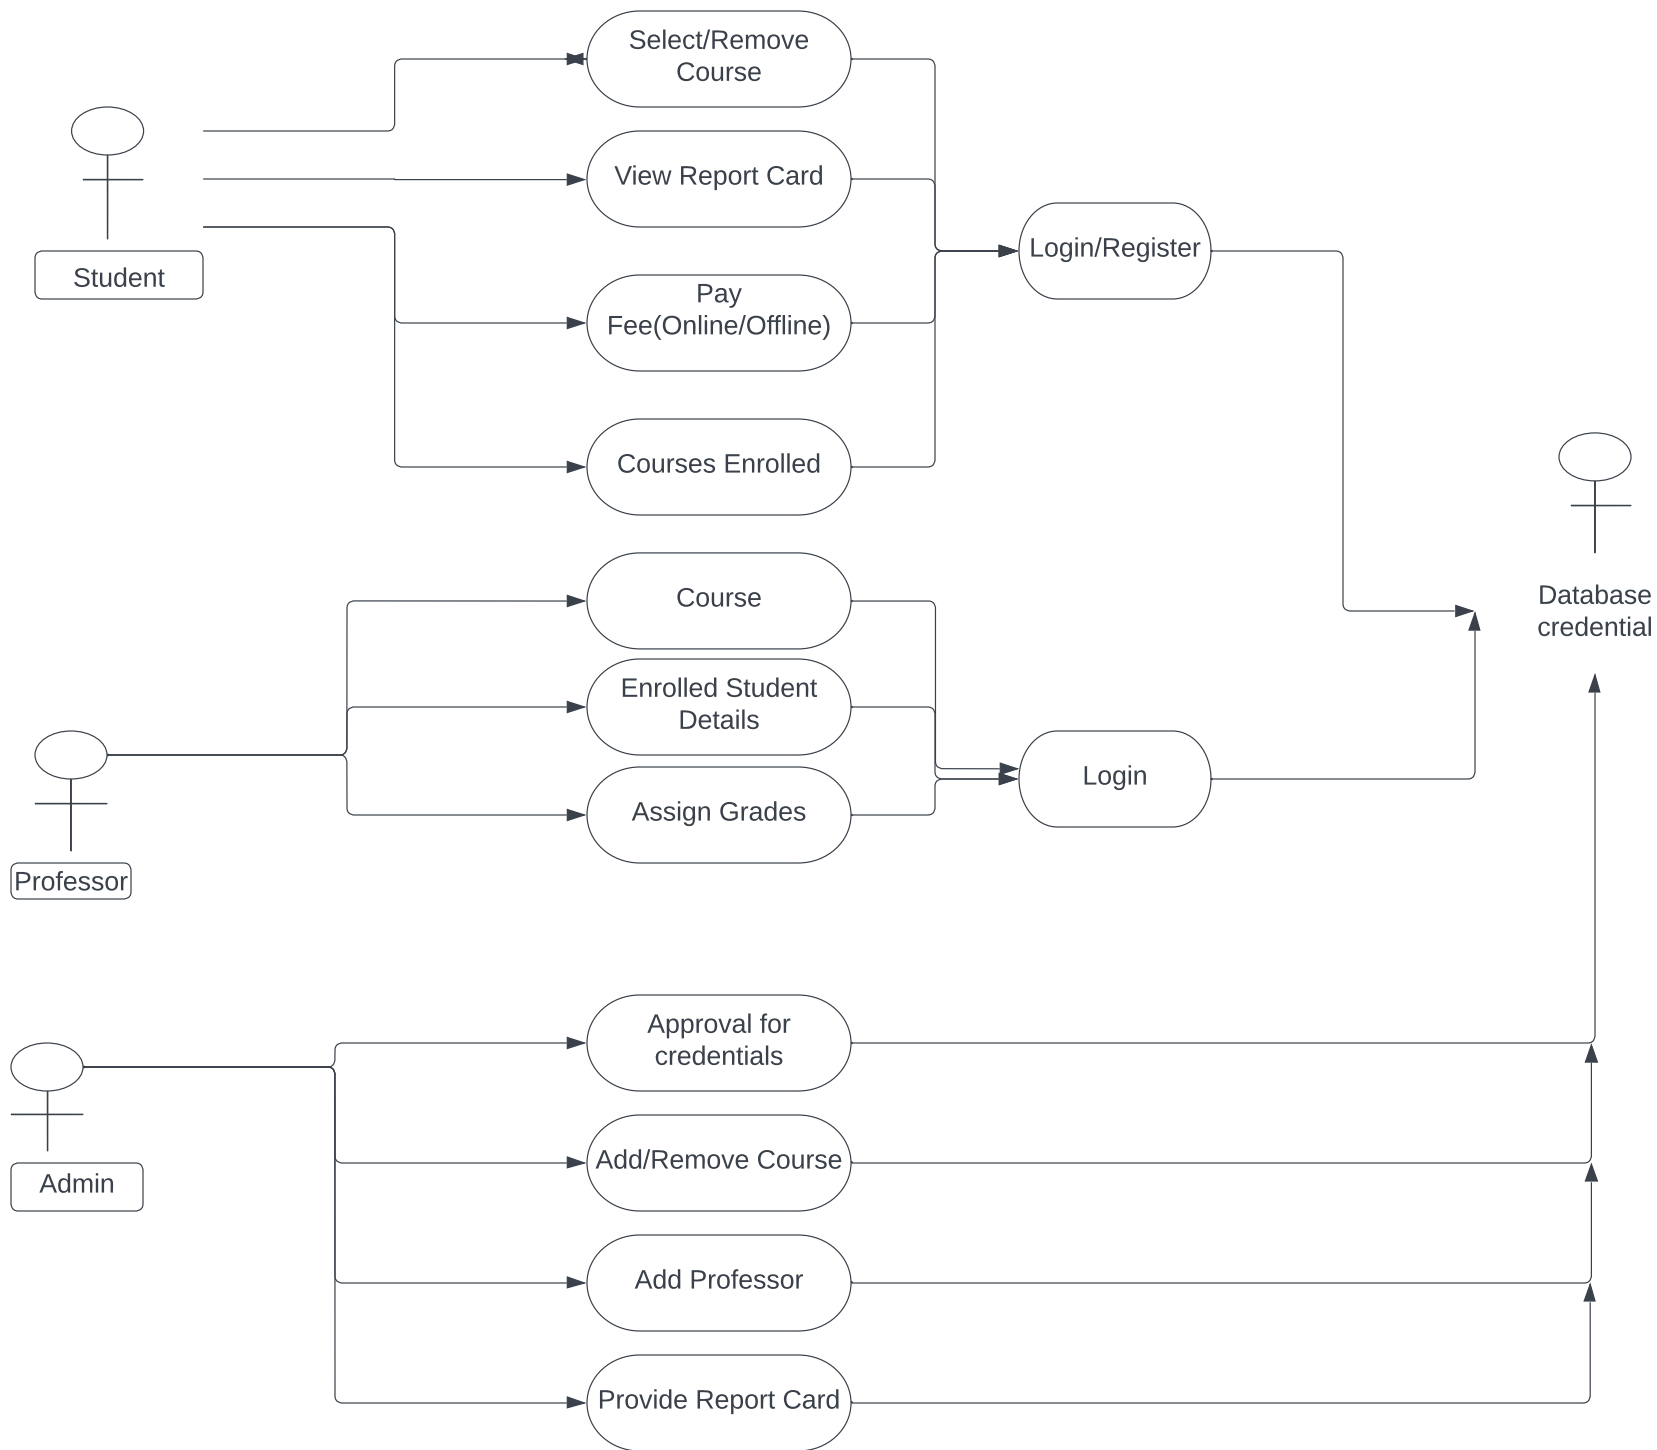 Select/Remove
Course
View Report Card
Student
Pay
Fee(Online/Offline)
Login/Register
Courses Enrolled
Database
credential
Course
Enrolled Student
Details
Assign Grades
Login
Professor
Approval for
credentials
Add/Remove Course
Admin
Add Professor
Provide Report Card